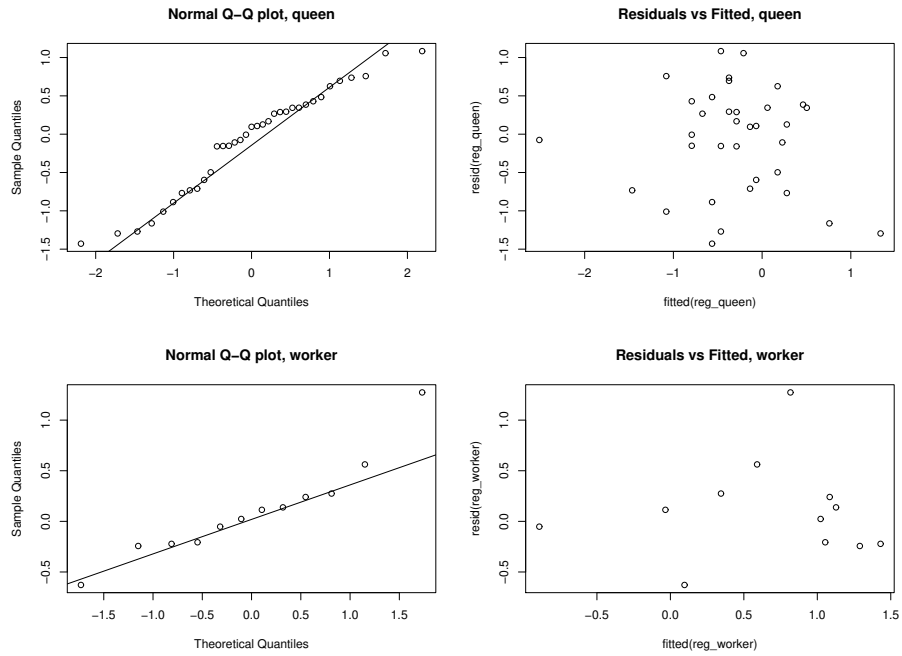 Normal Q−Q plot, queen
Sample Quantiles
1.0
0.5
0.0
−0.5
−1.0
−1.5
−2 −1 0 1 2
Theoretical Quantiles
Residuals vs Fitted, queen
resid(reg_queen)
1.0
0.5
0.0
−0.5
−1.0
−1.5
−2 −1 0 1
fitted(reg_queen)
Normal Q−Q plot, worker
Sample Quantiles
1.0
0.5
0.0
−0.5
−1.5 −1.0 −0.5 0.0 0.5 1.0 1.5
Theoretical Quantiles
Residuals vs Fitted, worker
resid(reg_worker)
1.0
0.5
0.0
−0.5
−0.5 0.0 0.5 1.0 1.5
fitted(reg_worker)